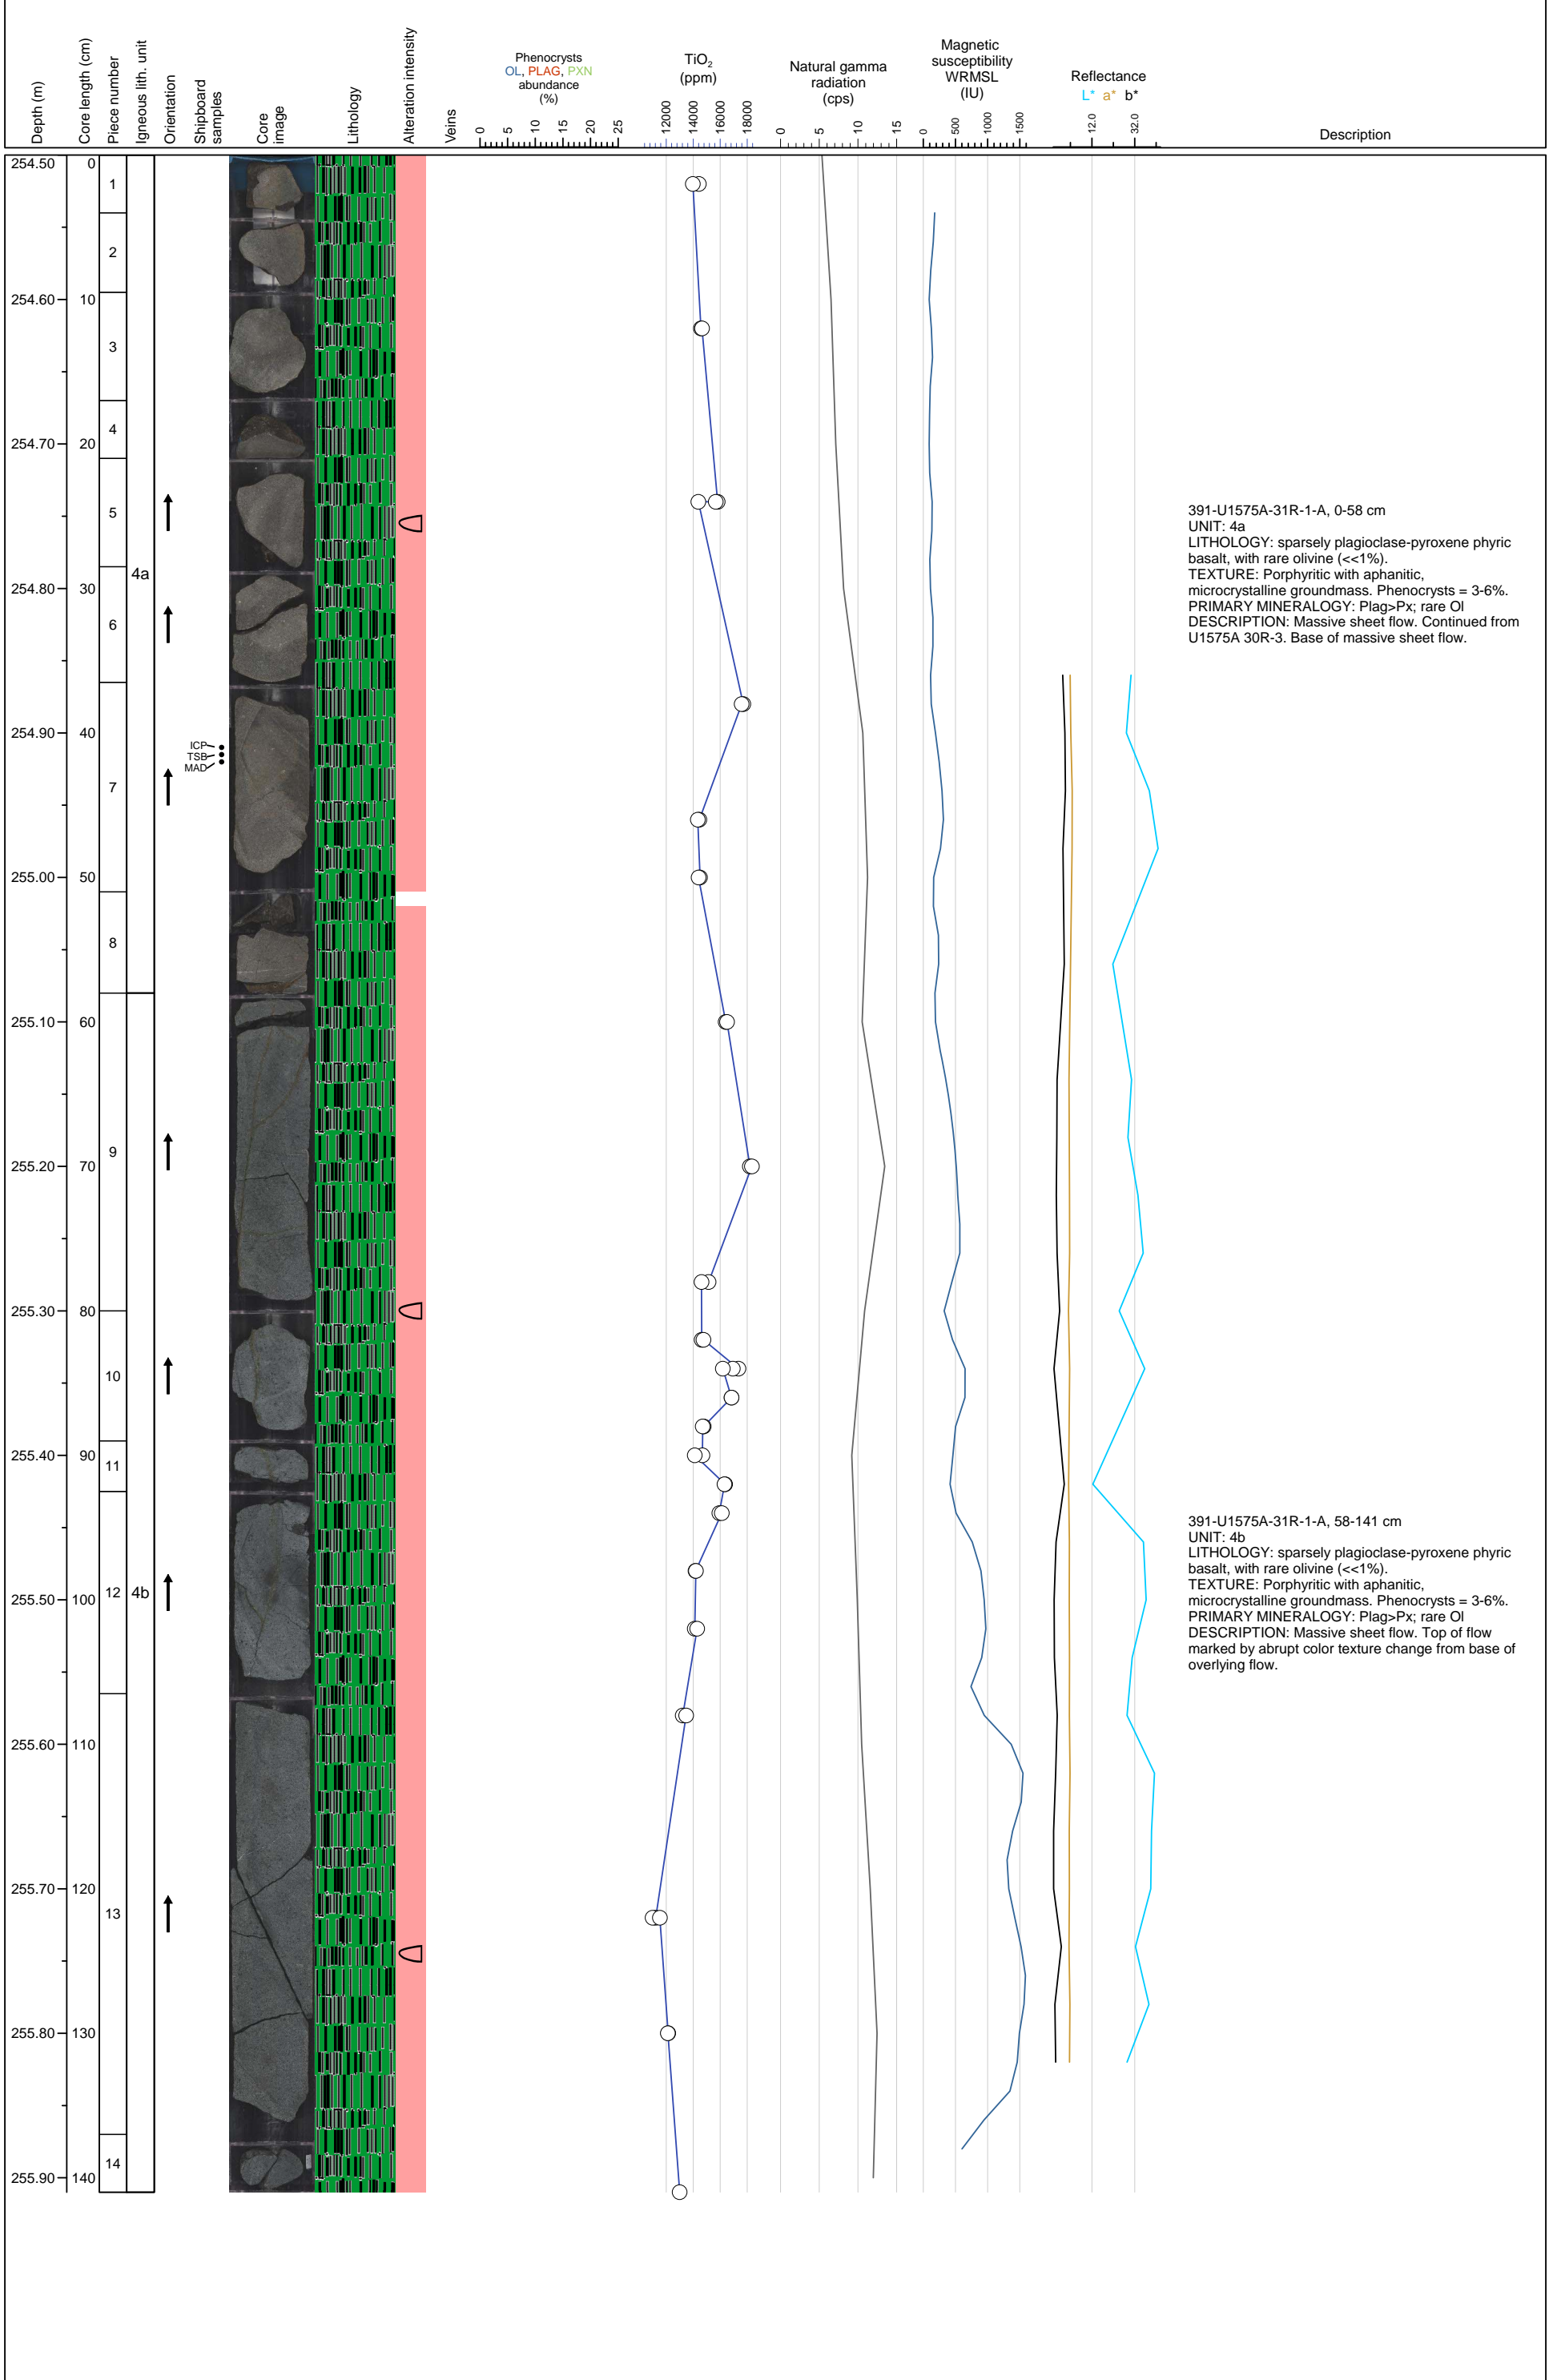 Depth (m)
Core length (cm)
Piece number
Igneous lith. unit
Orientation
Shipboard
samples
Core
image
Lithology
Alteration intensity
Veins
Phenocrysts
OL, PLAG, PXN
abundance
(%)
0 5 10 15 20 25
TiO2
(ppm)
12000 14000 16000 18000
Natural gamma
radiation
(cps)
0 5 10 15
Magnetic
susceptibility
WRMSL
(IU)
0 500 1000 1500
Reflectance
L* a* b*
12.0 32.0
Description
254.50 0
1
2
254.60 10
3
4
254.70 20
5
4a
254.80 30
6
254.90 40
ICP
TSB
MAD
7
255.00 50
8
255.10 60
9
255.20 70
255.30 80
10
255.40 90
11
12 4b
255.50 100
255.60 110
255.70 120
13
255.80 130
14
255.90 140
391-U1575A-31R-1-A, 0-58 cm
UNIT: 4a
LITHOLOGY: sparsely plagioclase-pyroxene phyric
basalt, with rare olivine (<<1%).
TEXTURE: Porphyritic with aphanitic,
microcrystalline groundmass. Phenocrysts = 3-6%.
PRIMARY MINERALOGY: Plag>Px; rare Ol
DESCRIPTION: Massive sheet flow. Continued from
U1575A 30R-3. Base of massive sheet flow.
391-U1575A-31R-1-A, 58-141 cm
UNIT: 4b
LITHOLOGY: sparsely plagioclase-pyroxene phyric
basalt, with rare olivine (<<1%).
TEXTURE: Porphyritic with aphanitic,
microcrystalline groundmass. Phenocrysts = 3-6%.
PRIMARY MINERALOGY: Plag>Px; rare Ol
DESCRIPTION: Massive sheet flow. Top of flow
marked by abrupt color texture change from base of
overlying flow.